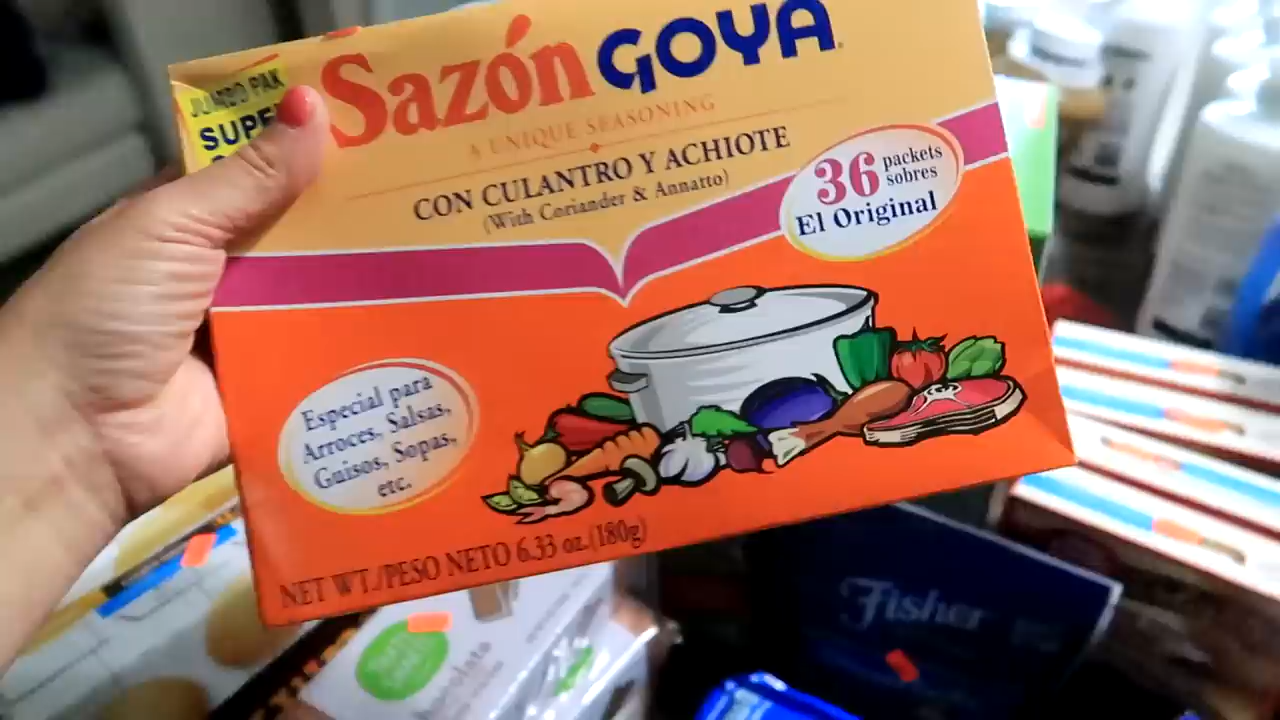 JUMBO PAK
SUPER
Sazón GOYA
A UNIQUE SEASONING
CON CULANTRO Y ACHIOTE
(With Coriander & Annatto)
36 packets
sobres
El Original
Especial para
Arroces, Salsas,
Guisos, Sopas,
etc.
NET WT./PESO NETO 6.33 oz.(180g)
Fisher